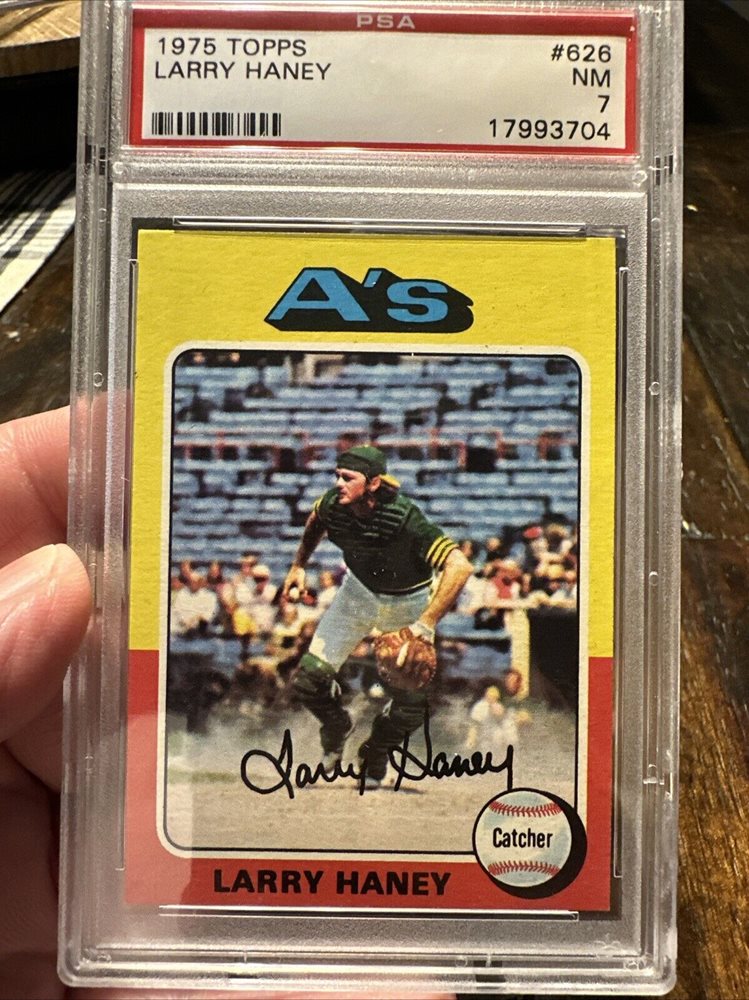 PSA
1975 TOPPS #626
LARRY HANEY NM
7
17993704
A's
Larry Haney
Catcher
LARRY HANEY